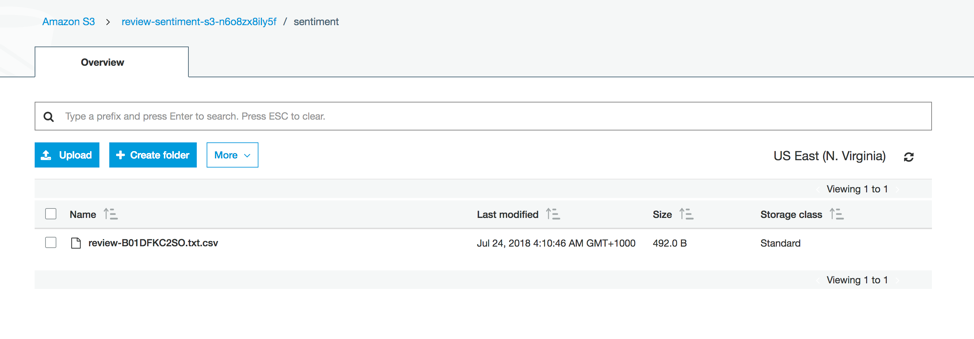 Amazon S3 > review-sentiment-s3-n6o8zx8ily5f / sentiment
Overview
Type a prefix and press Enter to search. Press ESC to clear.
Upload + Create folder More US East (N. Virginia)
Viewing 1 to 1
Name Last modified Size Storage class
review-B01DFKC2SO.txt.csv Jul 24, 2018 4:10:46 AM GMT+1000 492.0 B Standard
Viewing 1 to 1